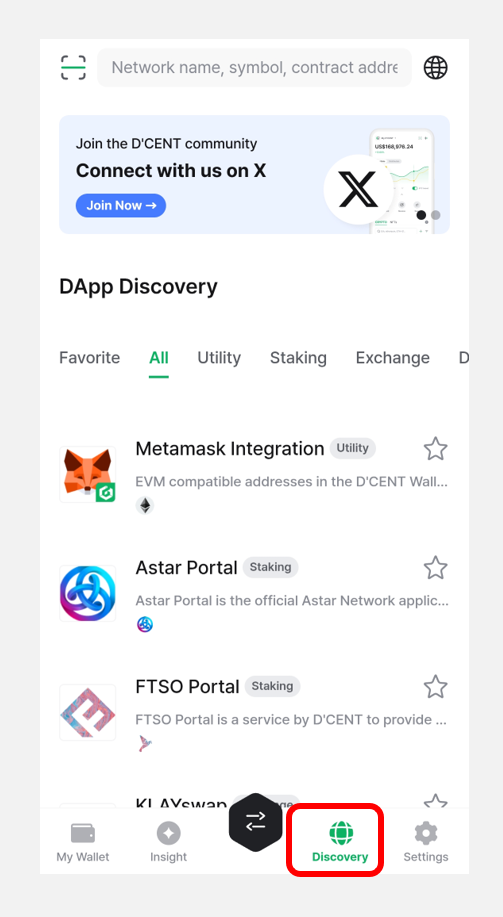 Network name, symbol, contract addre
Join the D'CENT community
Connect with us on X
Join Now →
US$168,976.24
DApp Discovery
Favorite All Utility Staking Exchange D
Metamask Integration Utility
EVM compatible addresses in the D'CENT Wall...
Astar Portal Staking
Astar Portal is the official Astar Network applic...
FTSO Portal Staking
FTSO Portal is a service by D'CENT to provide ...
KLAYswap
My Wallet Insight Discovery Settings